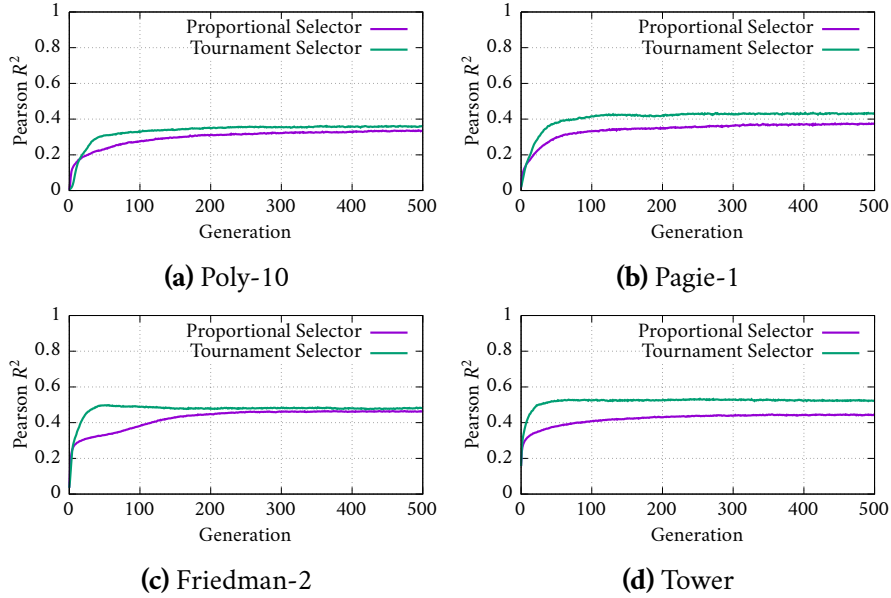 1
0.8
0.6
0.4
0.2
0
0 100 200 300 400 500
Pearson R²
Generation
Proportional Selector
Tournament Selector
(a) Poly-10
1
0.8
0.6
0.4
0.2
0
0 100 200 300 400 500
Pearson R²
Generation
Proportional Selector
Tournament Selector
(b) Pagie-1
1
0.8
0.6
0.4
0.2
0
0 100 200 300 400 500
Pearson R²
Generation
Proportional Selector
Tournament Selector
(c) Friedman-2
1
0.8
0.6
0.4
0.2
0
0 100 200 300 400 500
Pearson R²
Generation
Proportional Selector
Tournament Selector
(d) Tower